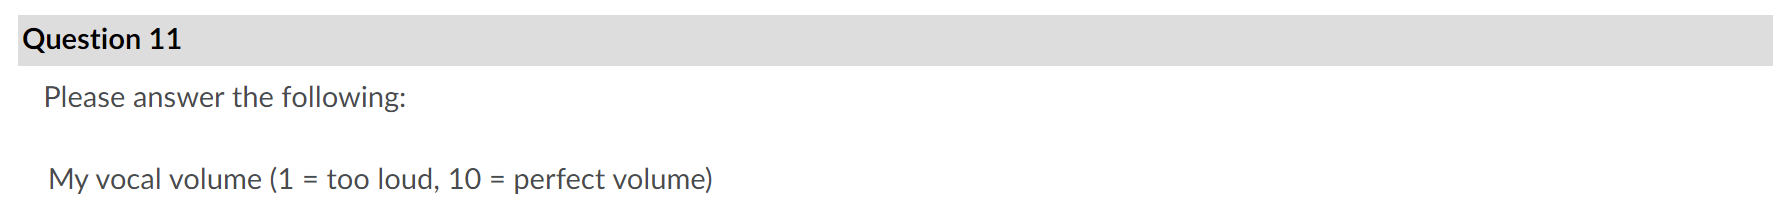 Question 11
Please answer the following:
My vocal volume (1 = too loud, 10 = perfect volume)